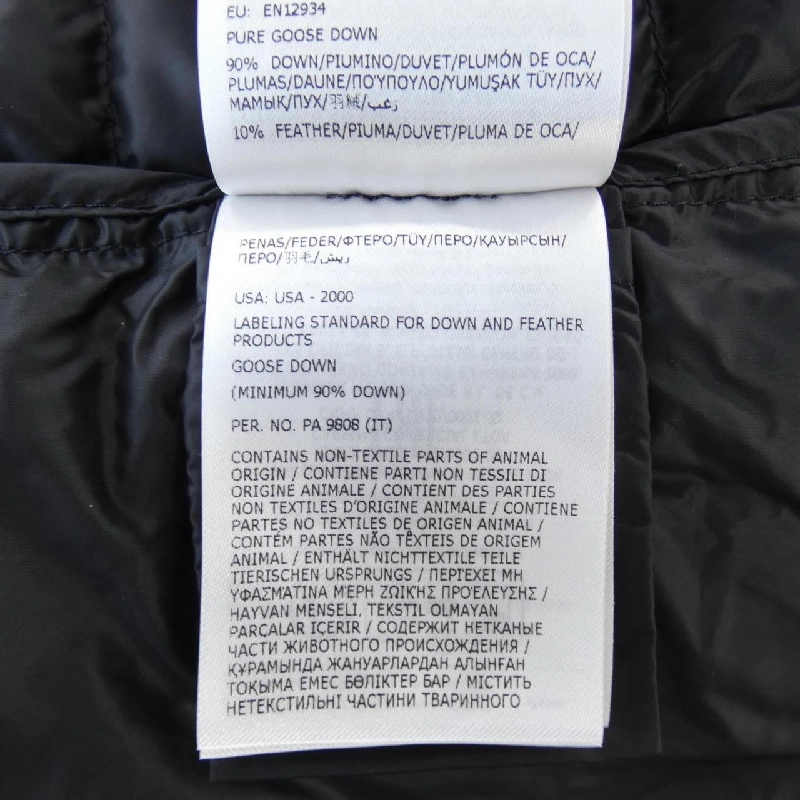 EU: EN12934
PURE GOOSE DOWN
90% DOWN/PIUMINO/DUVET/PLUMÓN DE OCA/
PLUMAS/DAUNE/ΠΟΎΠΟΥΛΟ/YUMUŞAK TÜY/ПУХ/
МАМЫҚ/ПУХ/羽絨/زغب/
10% FEATHER/PIUMA/DUVET/PLUMA DE OCA/
PENAS/FEDER/ΦΤΕΡΌ/TÜY/ПЕРО/ҚАУЫРСЫН/
ПЕРО/羽毛/ريش/
USA: USA - 2000
LABELING STANDARD FOR DOWN AND FEATHER
PRODUCTS
GOOSE DOWN
(MINIMUM 90% DOWN)
PER. NO. PA 9808 (IT)
CONTAINS NON-TEXTILE PARTS OF ANIMAL
ORIGIN / CONTIENE PARTI NON TESSILI DI
ORIGINE ANIMALE / CONTIENT DES PARTIES
NON TEXTILES D'ORIGINE ANIMALE / CONTIENE
PARTES NO TEXTILES DE ORIGEN ANIMAL /
CONTÉM PARTES NÃO TÊXTEIS DE ORIGEM
ANIMAL / ENTHÄLT NICHTTEXTILE TEILE
TIERISCHEN URSPRUNGS / ΠΕΡΙΈΧΕΙ ΜΗ
ΥΦΑΣΜΆΤΙΝΑ ΜΈΡΗ ΖΩΙΚΉΣ ΠΡΟΈΛΕΥΣΗΣ /
HAYVAN MENŞELI, TEKSTIL OLMAYAN
PARÇALAR IÇERIR / СОДЕРЖИТ НЕТКАНЫЕ
ЧАСТИ ЖИВОТНОГО ПРОИСХОЖДЕНИЯ /
ҚҰРАМЫНДА ЖАНУАРЛАРДАН АЛЫНҒАН
ТОҚЫМА ЕМЕС БӨЛІКТЕР БАР / МІСТИТЬ
НЕТЕКСТИЛЬНІ ЧАСТИНИ ТВАРИННОГО